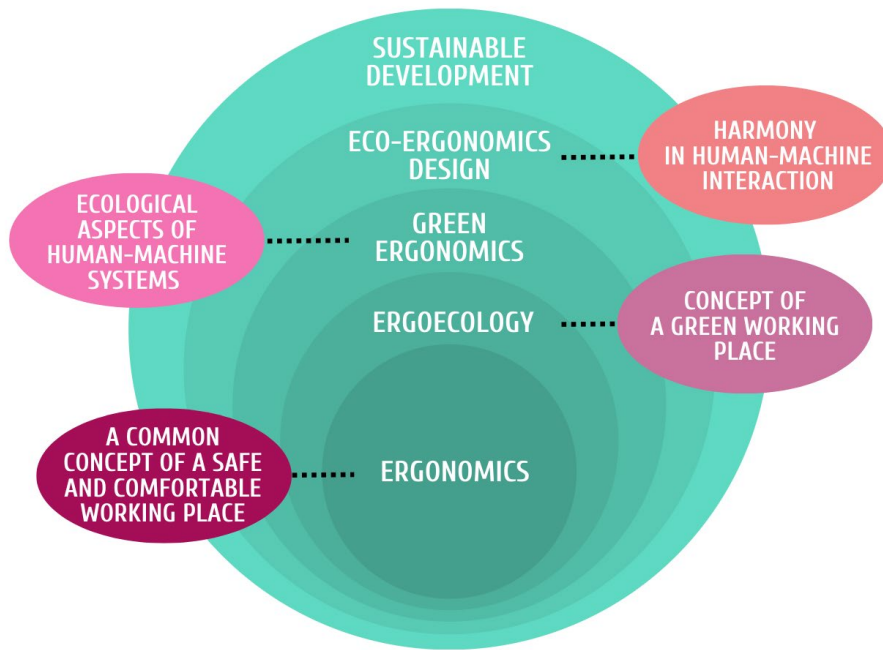 SUSTAINABLE
DEVELOPMENT
ECO-ERGONOMICS
DESIGN
HARMONY
IN HUMAN-MACHINE
INTERACTION
ECOLOGICAL
ASPECTS OF
HUMAN-MACHINE
SYSTEMS
GREEN
ERGONOMICS
ERGOECOLOGY
CONCEPT OF
A GREEN WORKING
PLACE
A COMMON
CONCEPT OF A SAFE
AND COMFORTABLE
WORKING PLACE
ERGONOMICS